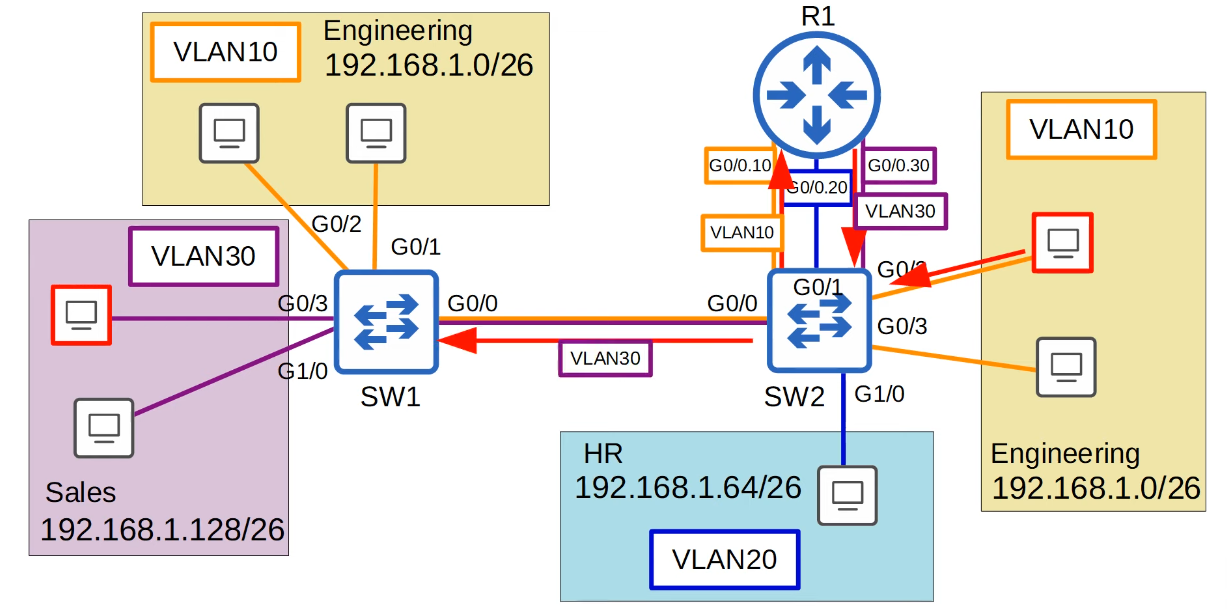 R1
VLAN10
Engineering
192.168.1.0/26
G0/0.10
G0/0.20
G0/0.30
VLAN10
VLAN30
VLAN10
G0/2
G0/1
VLAN30
G0/3
G0/0
G0/0
G0/1
G0/3
G1/0
SW1
VLAN30
SW2
G1/0
Sales
192.168.1.128/26
HR
192.168.1.64/26
VLAN20
Engineering
192.168.1.0/26